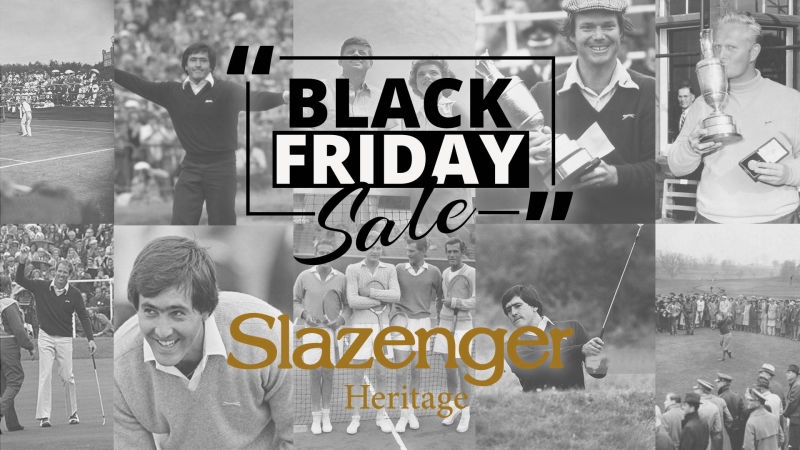 “
BLACK
FRIDAY
Sale
”
Slazenger
Heritage